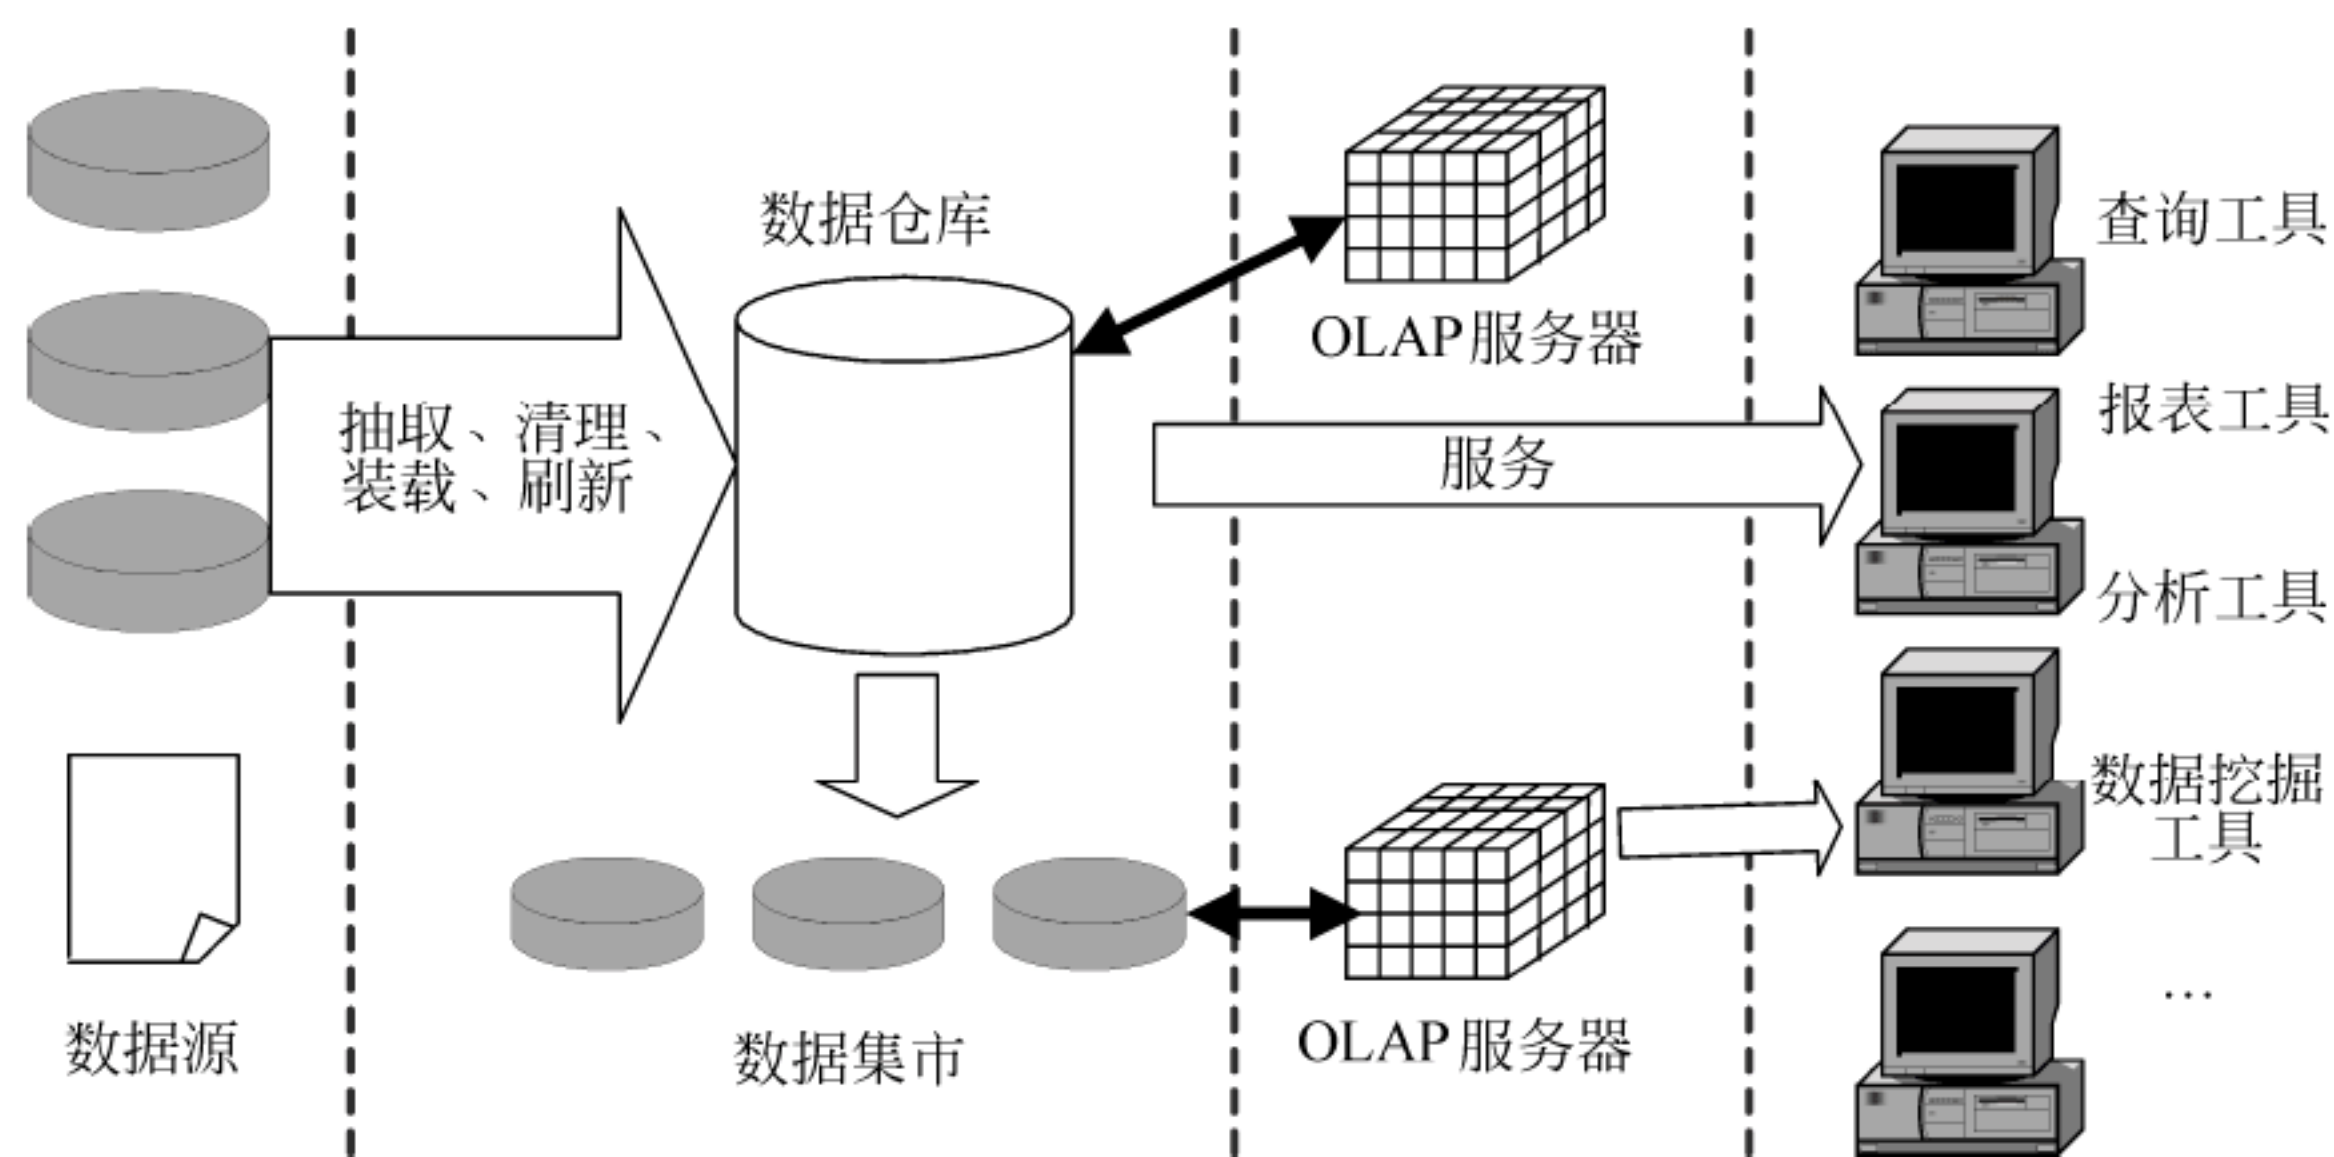 数据仓库
查询工具
OLAP服务器
报表工具
抽取、清理、
装载、刷新
服务
分析工具
数据挖掘
工具
…
数据源
数据集市
OLAP服务器